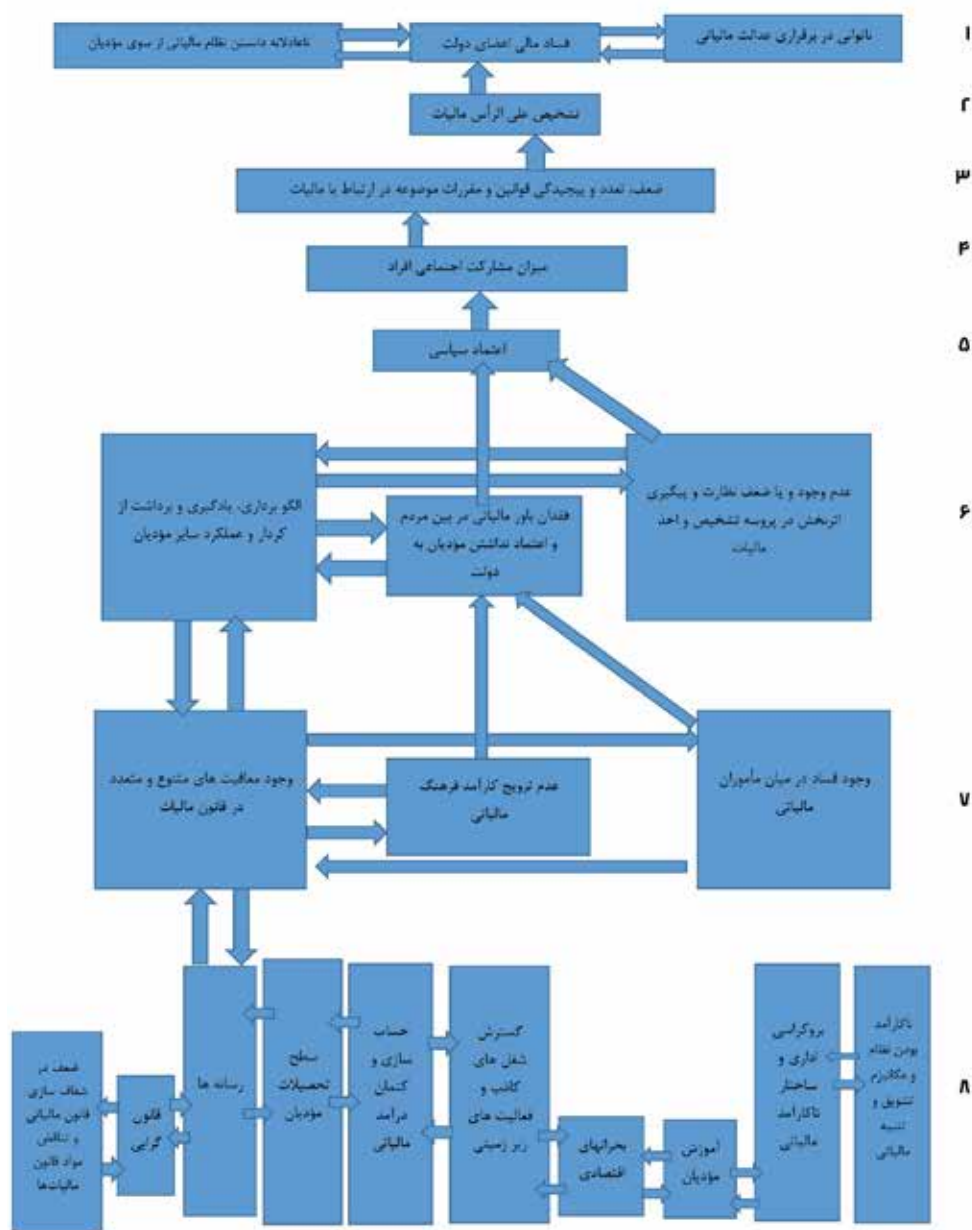 ۱
ناعادلانه دانستن نظام مالیاتی از سوی مؤدیان
فساد مالی اعضای دولت
ناتوانی در برقراری عدالت مالیاتی
۲
تشخیص علی الرأس مالیات
۳
ضعف، تعدد و پیچیدگی قوانین و مقررات موضوعه در ارتباط با مالیات
۴
میزان مشارکت اجتماعی افراد
۵
اعتماد سیاسی
۶
عدم وجود و یا ضعف نظارت و پیگیری
اثربخش در پروسه تشخیص و اخذ
مالیات
فقدان باور مالیاتی در بین مردم
و اعتماد نداشتن مؤدیان به
دولت
الگو برداری، یادگیری و برداشت از
کردار و عملکرد سایر مؤدیان
۷
وجود فساد در میان مأموران
مالیاتی
عدم ترویج کارآمد فرهنگ
مالیاتی
وجود معافیت های متنوع و متعدد
در قانون مالیات
۸
ناکارآمد
بودن نظام
و مکانیزم
تشویق و
تنبیه
مالیاتی
بروکراسی
اداری و
ساختار
ناکارآمد
مالیاتی
آموزش
مؤدیان
بحرانهای
اقتصادی
گسترش
شغل های
کاذب و
فعالیت های
زیر زمینی
حساب
سازی و
کتمان
درآمد
مالیاتی
سطح
تحصیلات
مؤدیان
رسانه ها
قانون
گرایی
ضعف در
شفاف سازی
قانون مالیاتی
و تناقض
مواد قانون
مالیات‌ها